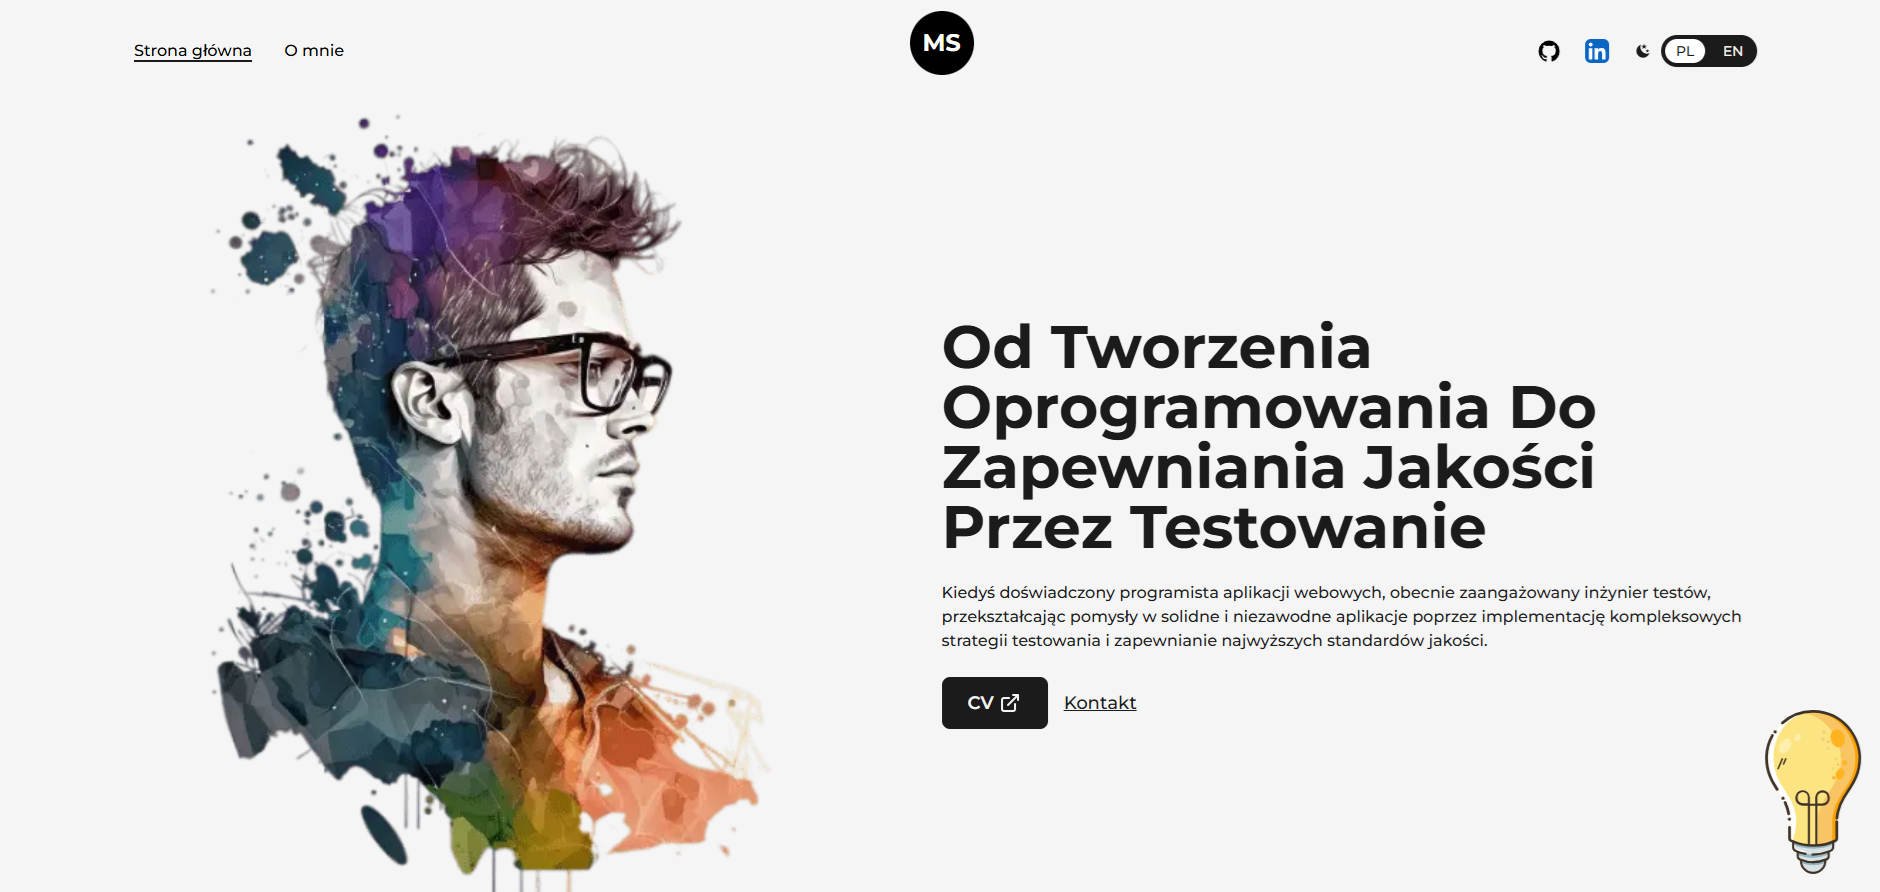 Strona główna
O mnie
MS
in
PL
EN
Od Tworzenia
Oprogramowania Do
Zapewniania Jakości
Przez Testowanie
Kiedyś doświadczony programista aplikacji webowych, obecnie zaangażowany inżynier testów,
przekształcając pomysły w solidne i niezawodne aplikacje poprzez implementację kompleksowych
strategii testowania i zapewnianie najwyższych standardów jakości.
CV
Kontakt